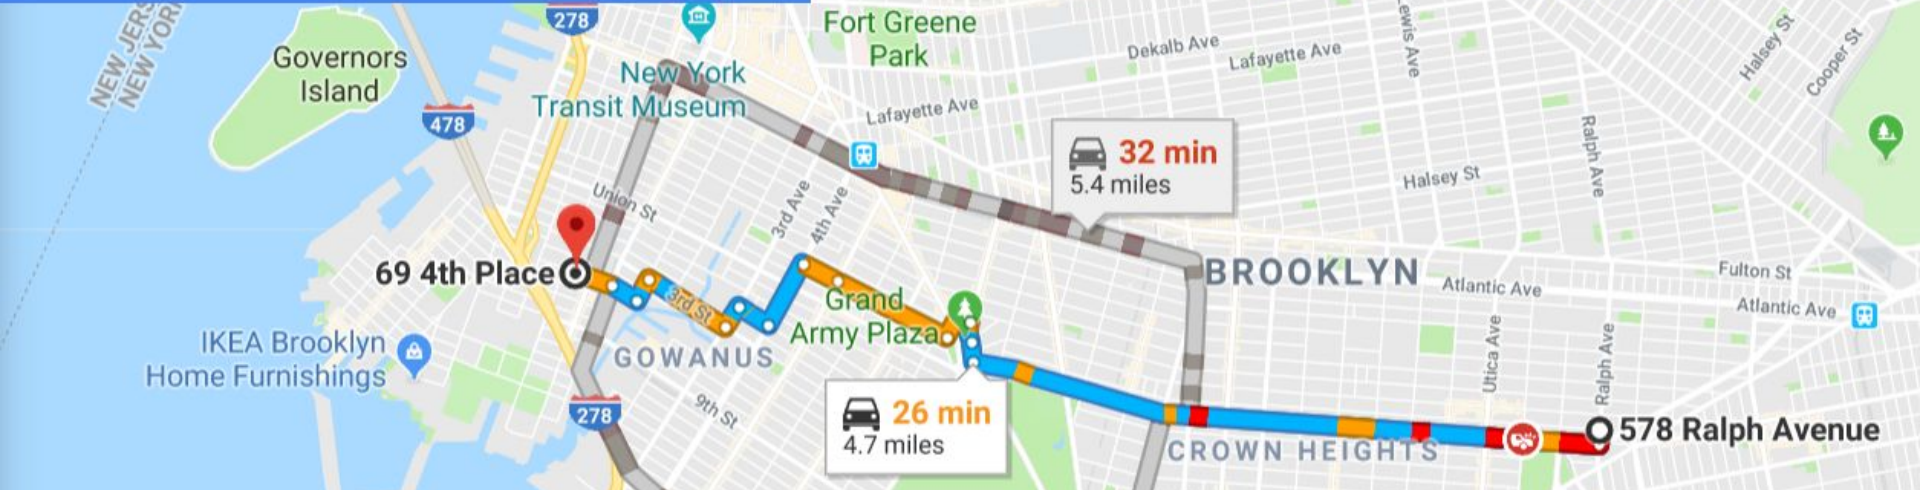 NEW JERS
NEW YORK
Governors
Island
278
478
New York
Transit Museum
Fort Greene
Park
Dekalb Ave
Lafayette Ave
Lafayette Ave
Lewis Ave
Halsey St
Cooper St
Ralph Ave
Halsey St
32 min
5.4 miles
Union St
3rd Ave
4th Ave
69 4th Place
3rd St
Grand
Army Plaza
BROOKLYN
Atlantic Ave
Fulton St
Atlantic Ave
IKEA Brooklyn
Home Furnishings
GOWANUS
9th St
278
26 min
4.7 miles
Utica Ave
Ralph Ave
CROWN HEIGHTS
578 Ralph Avenue